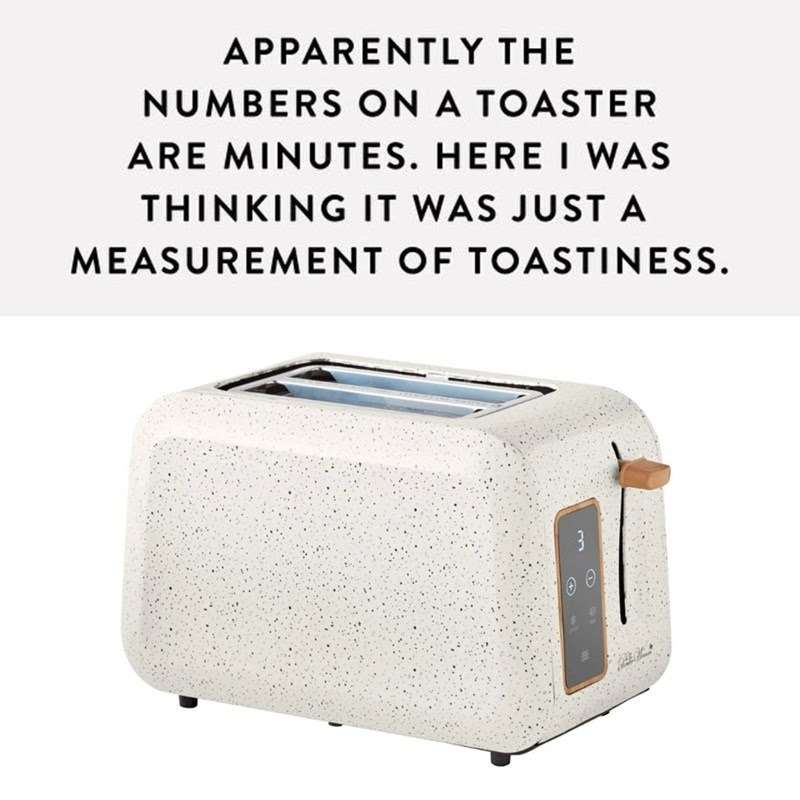 APPARENTLY THE
NUMBERS ON A TOASTER
ARE MINUTES. HERE I WAS
THINKING IT WAS JUST A
MEASUREMENT OF TOASTINESS.
3
+ −